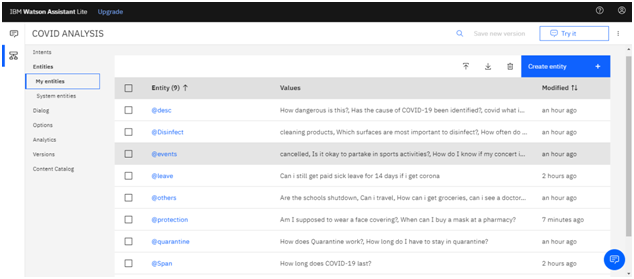 IBM Watson Assistant Lite Upgrade
COVID ANALYSIS Save new version Try it
Intents
Entities
My entities
System entities
Dialog
Options
Analytics
Versions
Content Catalog
Create entity +
Entity (9) ↑ Values Modified ↑↓
@desc How dangerous is this?, Has the cause of COVID-19 been identified?, covid what i... an hour ago
@Disinfect cleaning products, Which surfaces are most important to disinfect?, How often do ... an hour ago
@events cancelled, Is it okay to partake in sports activities?, How do I know if my concert i... an hour ago
@leave Can i still get paid sick leave for 14 days if i get corona 2 hours ago
@others Are the schools shutdown, Can i travel, How can i get groceries, can i see a doctor... an hour ago
@protection Am I supposed to wear a face covering?, When can I buy a mask at a pharmacy? 7 minutes ago
@quarantine How does Quarantine work?, How long do I have to stay in quarantine? an hour ago
@Span How long does COVID-19 last? 2 hours ago